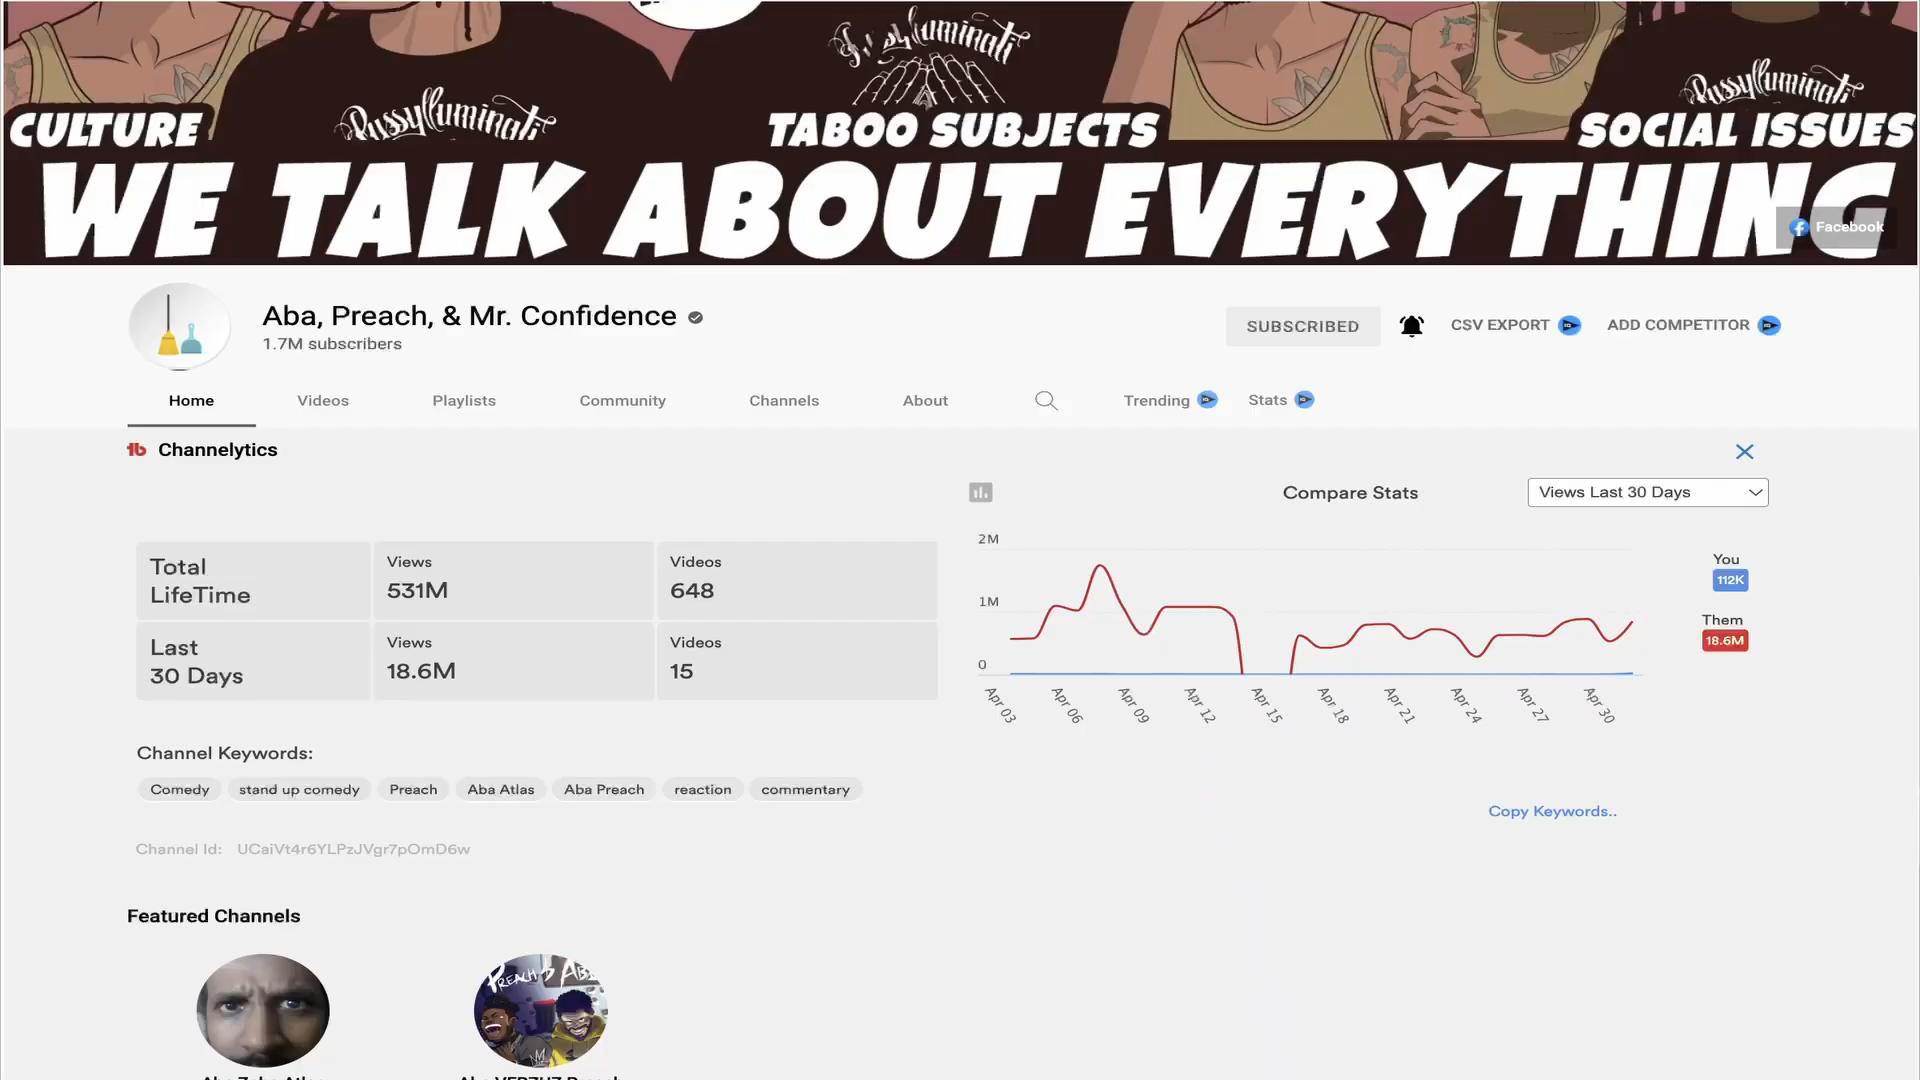 Pussylluminati
Pussylluminati
CULTURE
TABOO SUBJECTS
SOCIAL ISSUES
WE TALK ABOUT EVERYTHING
Facebook
Aba, Preach, & Mr. Confidence
1.7M subscribers
SUBSCRIBED
CSV EXPORT
ADD COMPETITOR
Home
Videos
Playlists
Community
Channels
About
Trending
Stats
Channelytics
Compare Stats
Views Last 30 Days
Total
LifeTime
Views
531M
Videos
648
Last
30 Days
Views
18.6M
Videos
15
2M
1M
0
Apr 03
Apr 06
Apr 09
Apr 12
Apr 15
Apr 18
Apr 21
Apr 24
Apr 27
Apr 30
You
112K
Them
18.6M
Channel Keywords:
Comedy
stand up comedy
Preach
Aba Atlas
Aba Preach
reaction
commentary
Copy Keywords..
Channel Id: UCaiVt4r6YLPzJVgr7pOmD6w
Featured Channels